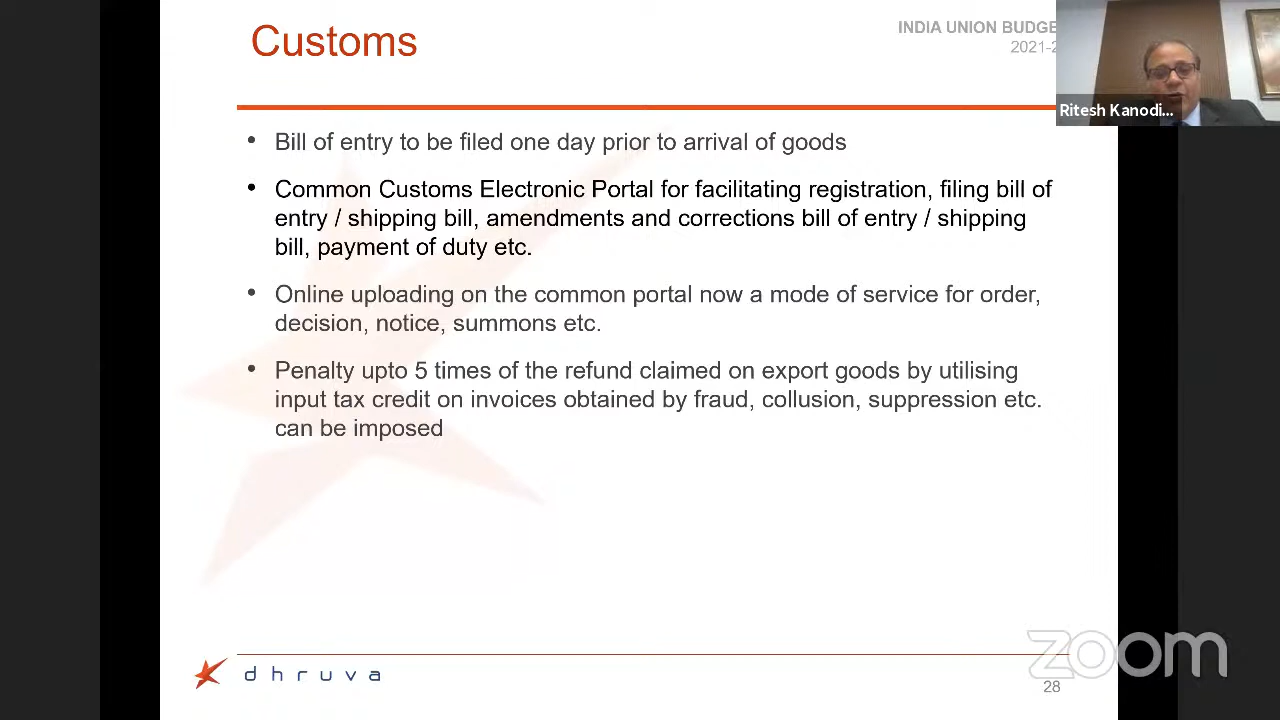 Customs
INDIA UNION BUDGE
2021-2
Ritesh Kanodi...
• Bill of entry to be filed one day prior to arrival of goods
• Common Customs Electronic Portal for facilitating registration, filing bill of
entry / shipping bill, amendments and corrections bill of entry / shipping
bill, payment of duty etc.
• Online uploading on the common portal now a mode of service for order,
decision, notice, summons etc.
• Penalty upto 5 times of the refund claimed on export goods by utilising
input tax credit on invoices obtained by fraud, collusion, suppression etc.
can be imposed
dhruva
zoom
28